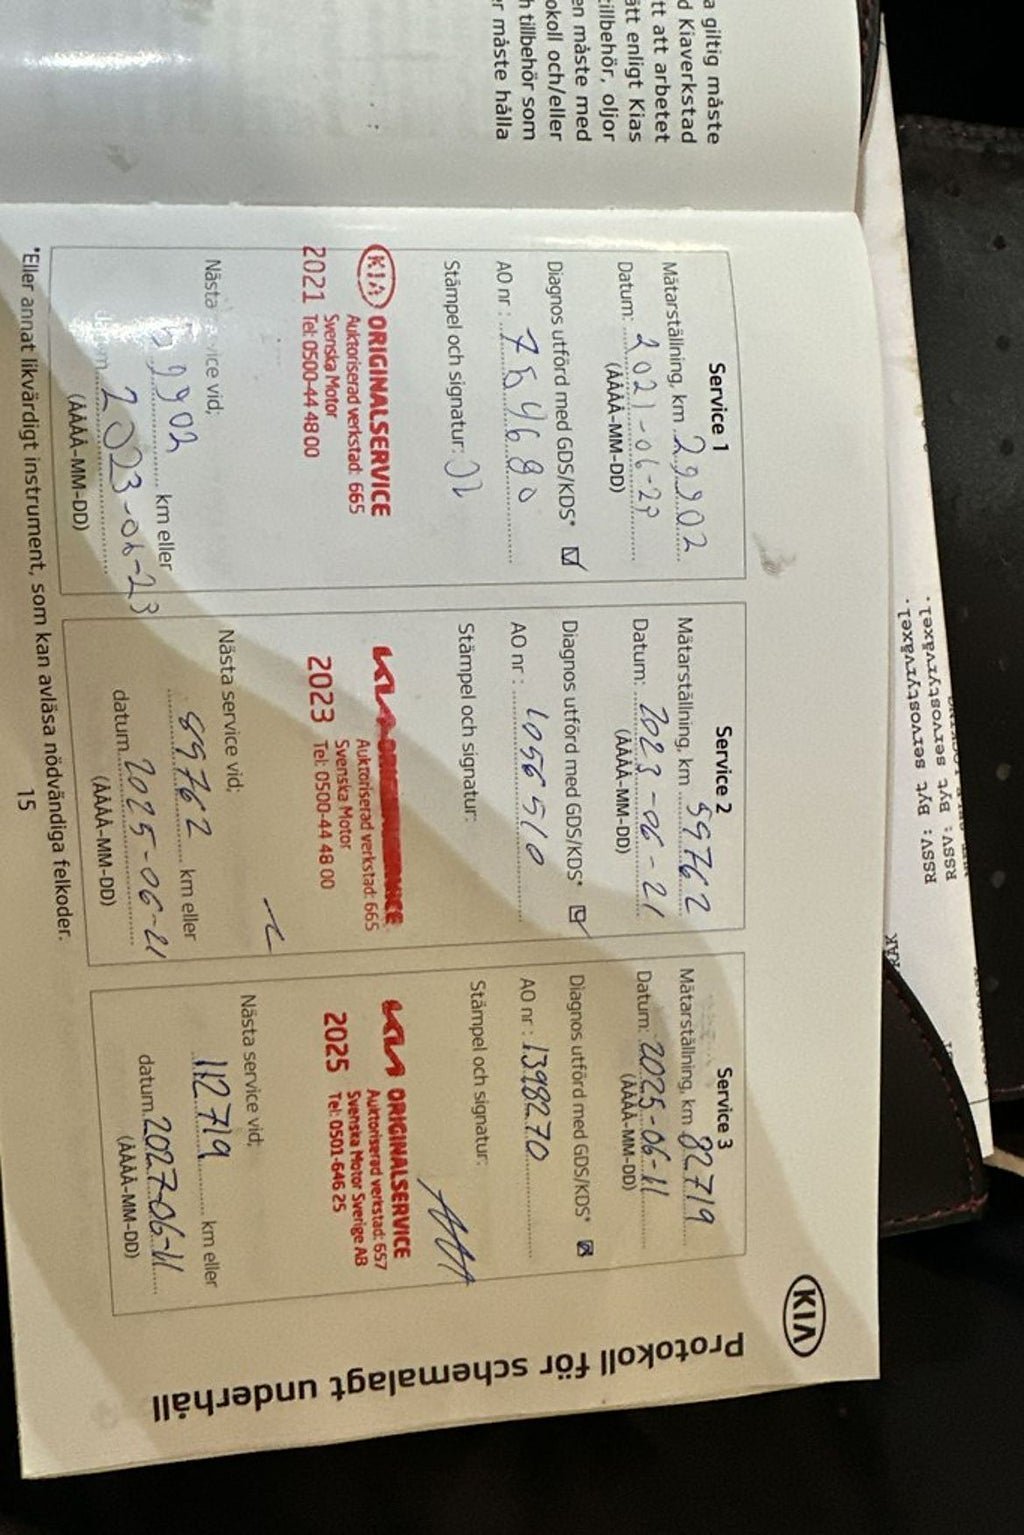 a giltig måste
d Kiaverkstad
tt att arbetet
ätt enligt Kias
tillbehör, oljor
en måste med
okoll och/eller
h tillbehör som
r måste hålla
KIA
Protokoll för schemalagt underhåll
Service 1
Mätarställning, km 29902
Datum: 2021-06-23
(ÅÅÅÅ-MM-DD)
Diagnos utförd med GDS/KDS*
AO nr: 754680
Stämpel och signatur:
KIA ORIGINALSERVICE
Auktoriserad verkstad: 665
Svenska Motor
2021 Tel: 0500-44 48 00
Nästa service vid;
59902 km eller
datum 2023-06-23
(ÅÅÅÅ-MM-DD)
Service 2
Mätarställning, km 59762
Datum: 2023-06-21
(ÅÅÅÅ-MM-DD)
Diagnos utförd med GDS/KDS*
AO nr: 1056510
Stämpel och signatur:
KIA ORIGINALSERVICE
Auktoriserad verkstad: 665
Svenska Motor
2023 Tel: 0500-44 48 00
Nästa service vid;
89762 km eller
datum 2025-06-21
(ÅÅÅÅ-MM-DD)
Service 3
Mätarställning, km 82719
Datum: 2025-06-11
(ÅÅÅÅ-MM-DD)
Diagnos utförd med GDS/KDS*
AO nr: 1398270
Stämpel och signatur:
KIA ORIGINALSERVICE
Auktoriserad verkstad: 657
Svenska Motor Sverige AB
2025 Tel: 0501-646 25
Nästa service vid;
112719 km eller
datum 2027-06-11
(ÅÅÅÅ-MM-DD)
*Eller annat likvärdigt instrument, som kan avläsa nödvändiga felkoder.
15
RSSV: Byt servostyrväxel.
RSSV: Byt servostyrväxel.